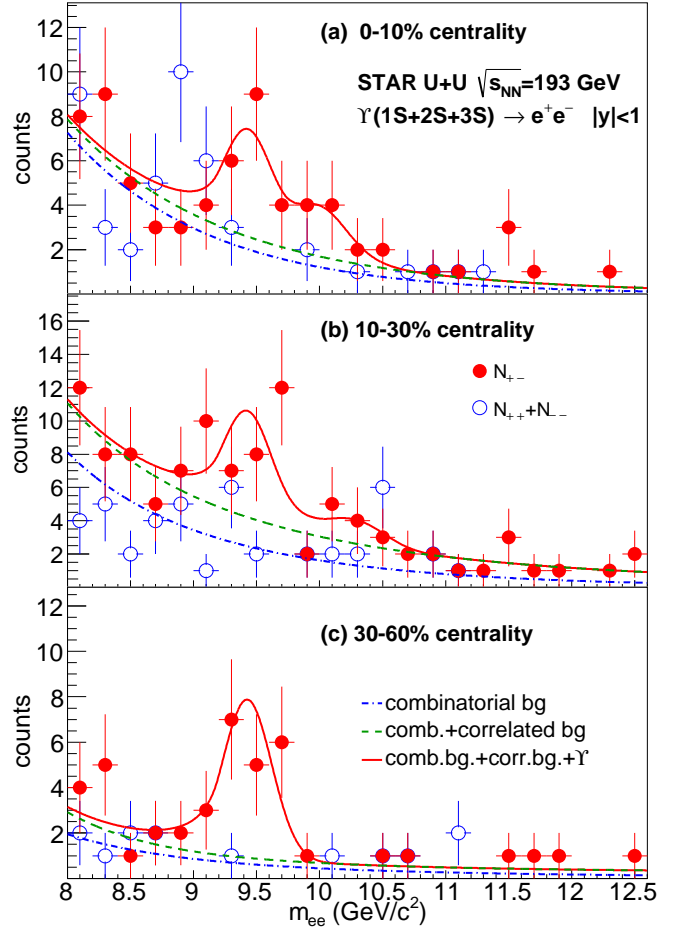 (a) 0-10% centrality
STAR U+U √s_NN=193 GeV
ϒ(1S+2S+3S) → e⁺e⁻ |y|<1
counts
12
10
8
6
4
2
(b) 10-30% centrality
N₊₋
N₊₊+N₋₋
counts
16
14
12
10
8
6
4
2
(c) 30-60% centrality
combinatorial bg
comb.+correlated bg
comb.bg.+corr.bg.+ϒ
counts
12
10
8
6
4
2
8 8.5 9 9.5 10 10.5 11 11.5 12 12.5
m_ee (GeV/c²)